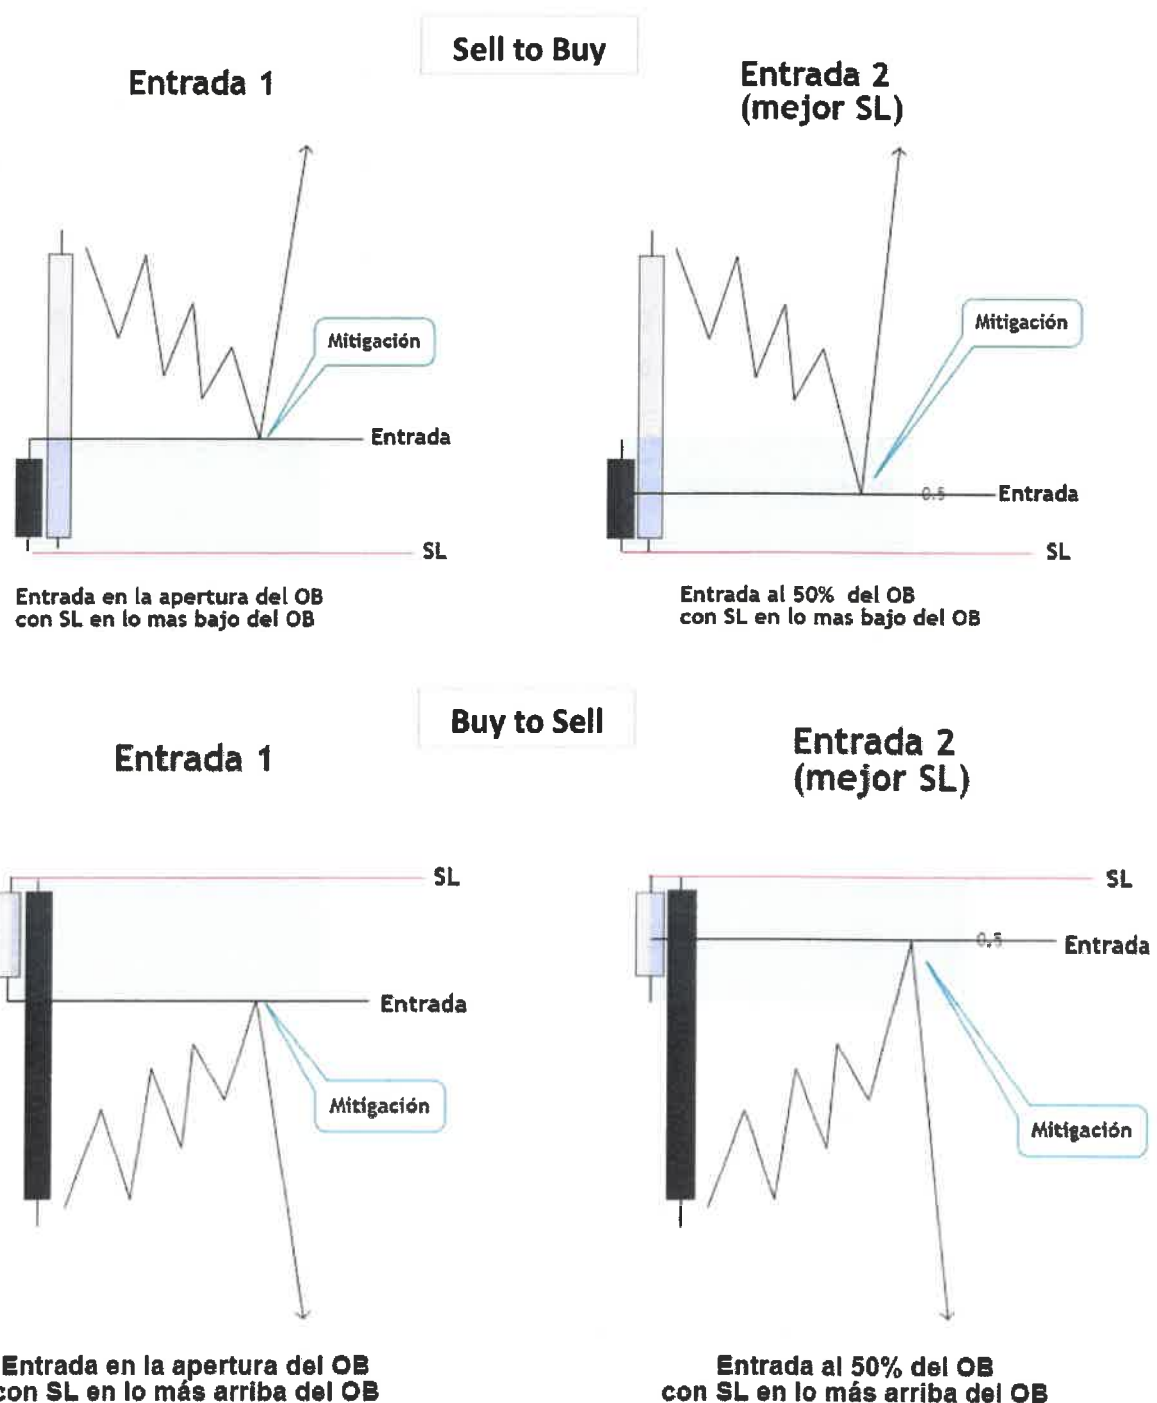 Sell to Buy
Entrada 1
Entrada 2
(mejor SL)
Mitigación
Entrada
SL
Mitigación
0.5
Entrada
SL
Entrada en la apertura del OB
con SL en lo mas bajo del OB
Entrada al 50% del OB
con SL en lo mas bajo del OB
Buy to Sell
Entrada 1
Entrada 2
(mejor SL)
SL
Entrada
Mitigación
SL
0.5
Entrada
Mitigación
Entrada en la apertura del OB
con SL en lo más arriba del OB
Entrada al 50% del OB
con SL en lo más arriba del OB